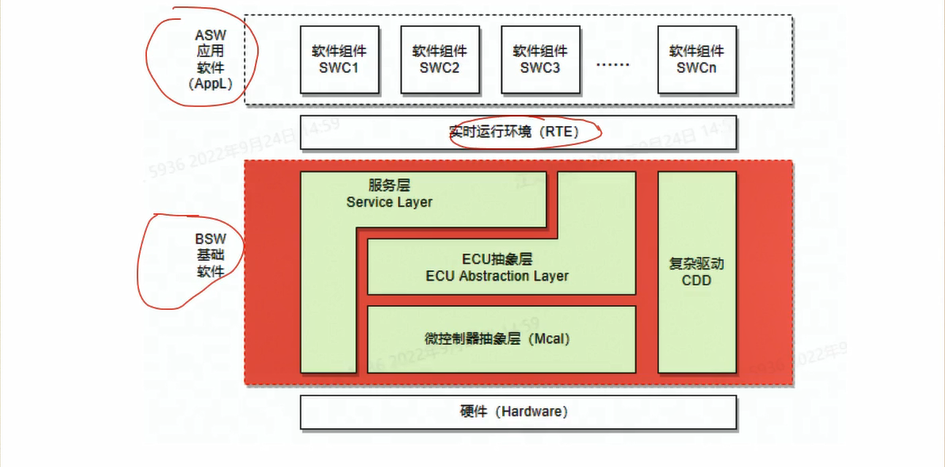 ASW
应用
软件
（AppL）
软件组件
SWC1
软件组件
SWC2
软件组件
SWC3
······
软件组件
SWCn
实时运行环境（RTE）
5936 2022年9月24日 14:59
BSW
基础
软件
服务层
Service Layer
ECU抽象层
ECU Abstraction Layer
复杂驱动
CDD
微控制器抽象层（Mcal）
硬件（Hardware）